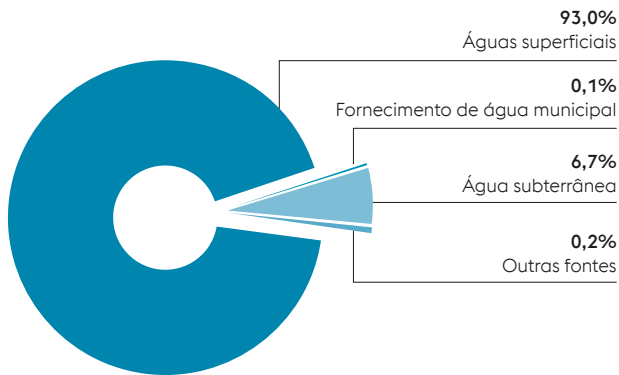 93,0%
Águas superficiais
0,1%
Fornecimento de água municipal
6,7%
Água subterrânea
0,2%
Outras fontes